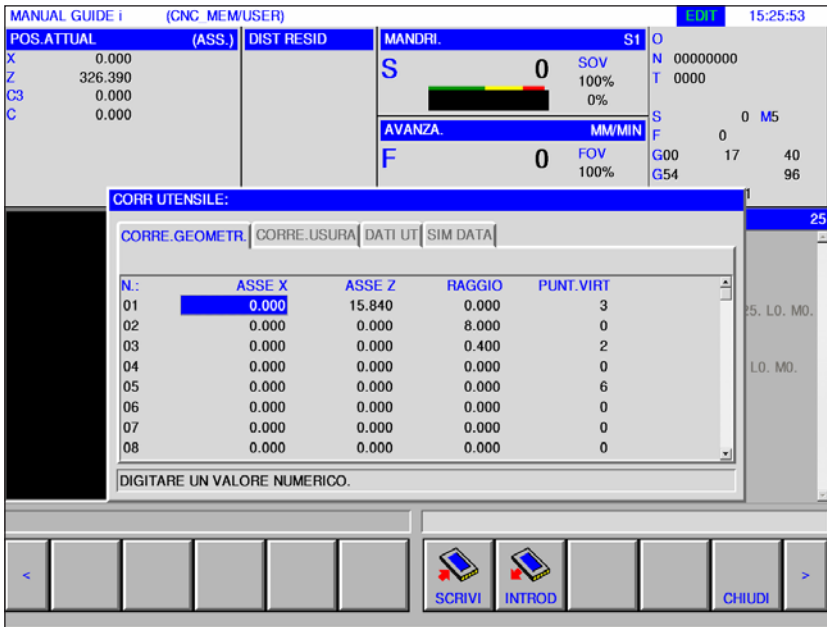 MANUAL GUIDE i (CNC_MEM/USER) EDIT 15:25:53
POS.ATTUAL (ASS.) DIST RESID MANDRI. S1 O
X 0.000
Z 326.390
C3 0.000
C 0.000
S 0 SOV
100%
0%
AVANZA. MM/MIN
F 0 FOV
100%
N 00000000
T 0000
S 0 M5
F 0
G00 17 40
G54 96
1
CORR UTENSILE:
25
CORRE.GEOMETR. CORRE.USURA DATI UT SIM DATA
N.: ASSE X ASSE Z RAGGIO PUNT.VIRT
01 0.000 15.840 0.000 3
02 0.000 0.000 8.000 0
03 0.000 0.000 0.400 2
04 0.000 0.000 0.000 0
05 0.000 0.000 0.000 6
06 0.000 0.000 0.000 0
07 0.000 0.000 0.000 0
08 0.000 0.000 0.000 0
25. L0. M0.
L0. M0.
DIGITARE UN VALORE NUMERICO.
< SCRIVI INTROD CHIUDI >